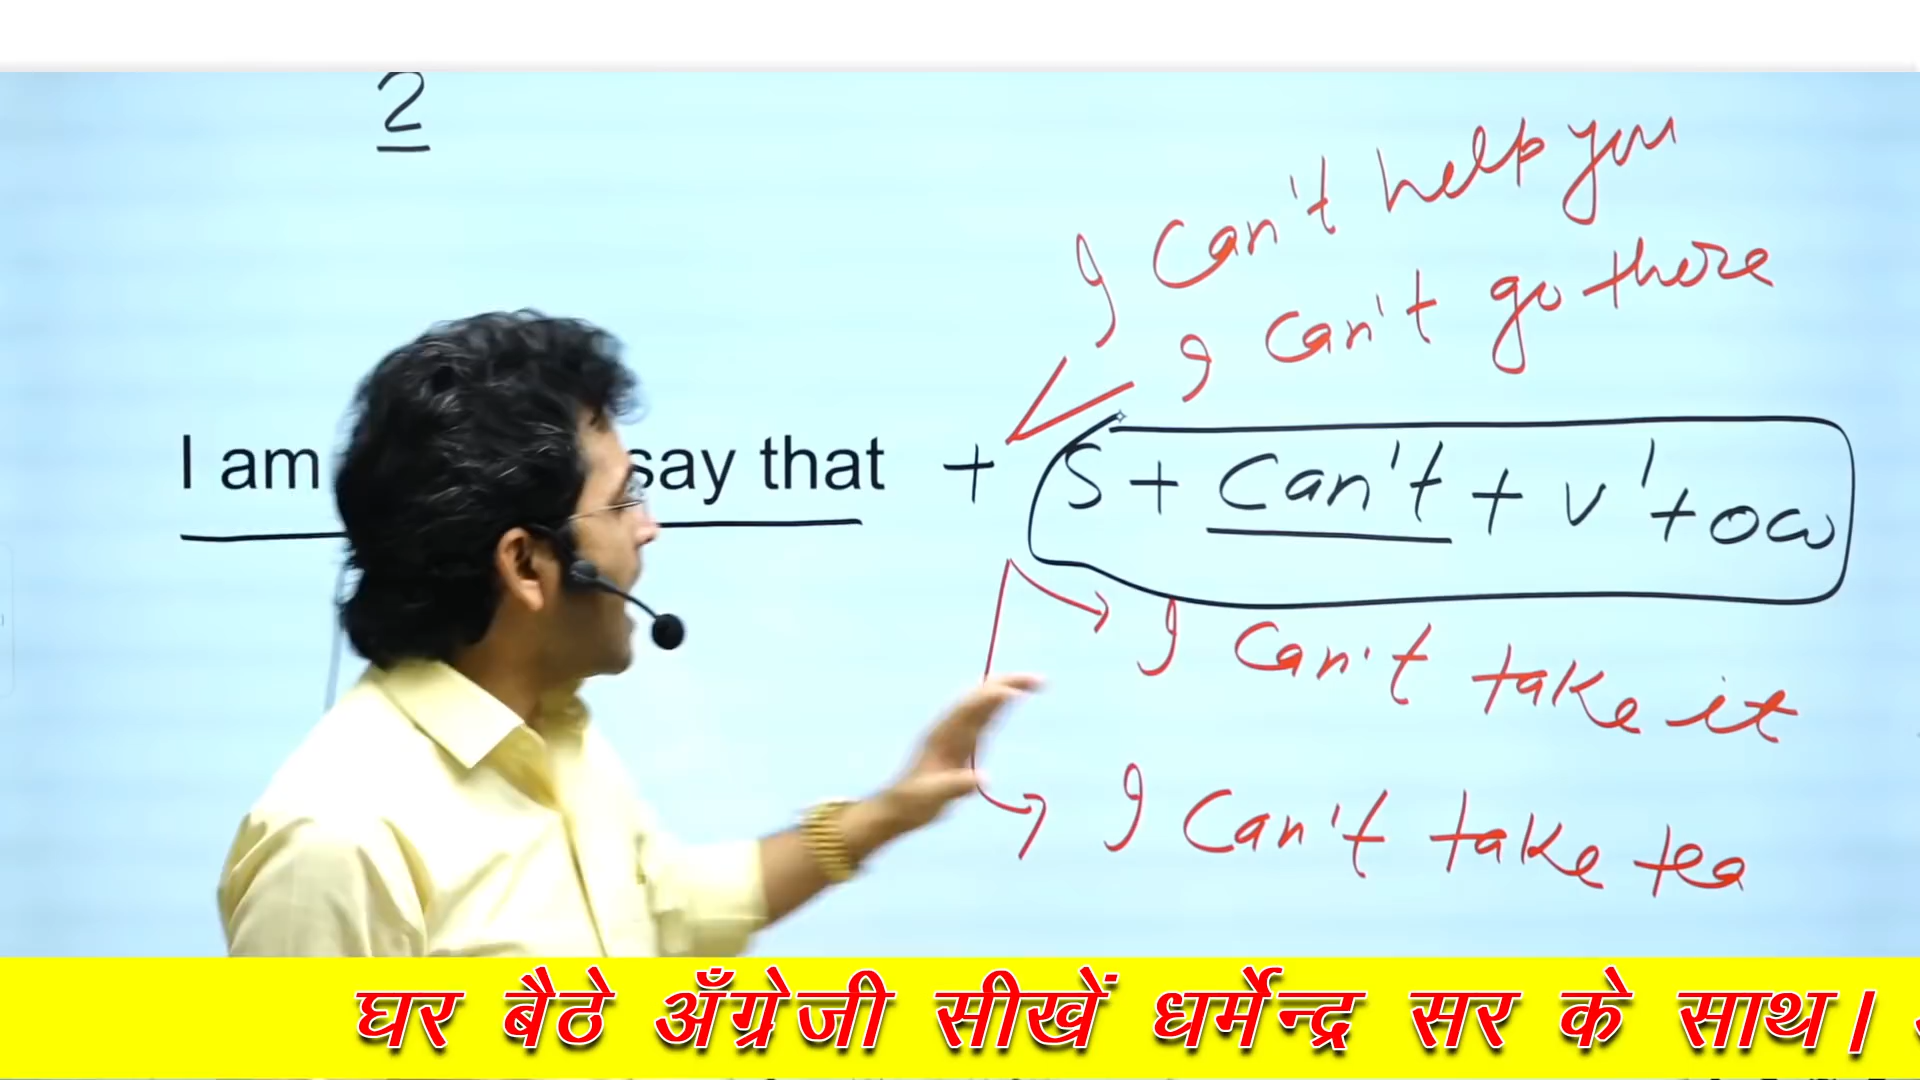 2
I can't help you
I can't go there
I am say that + S + can't + v1 + ow
I can't take it
I can't take tea
घर बैठे अँग्रेजी सीखें धर्मेन्द्र सर के साथ।